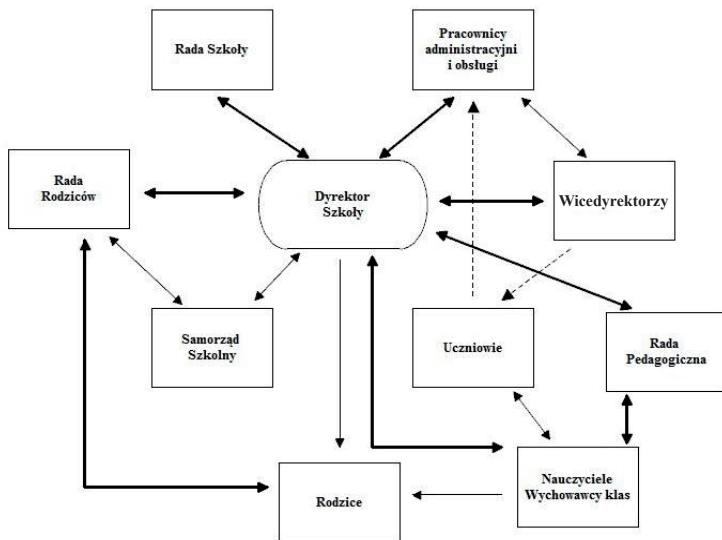 Rada Szkoły
Pracownicy
administracyjni
i obsługi
Rada
Rodziców
Dyrektor
Szkoły
Wicedyrektorzy
Samorząd
Szkolny
Uczniowie
Rada
Pedagogiczna
Rodzice
Nauczyciele
Wychowawcy klas